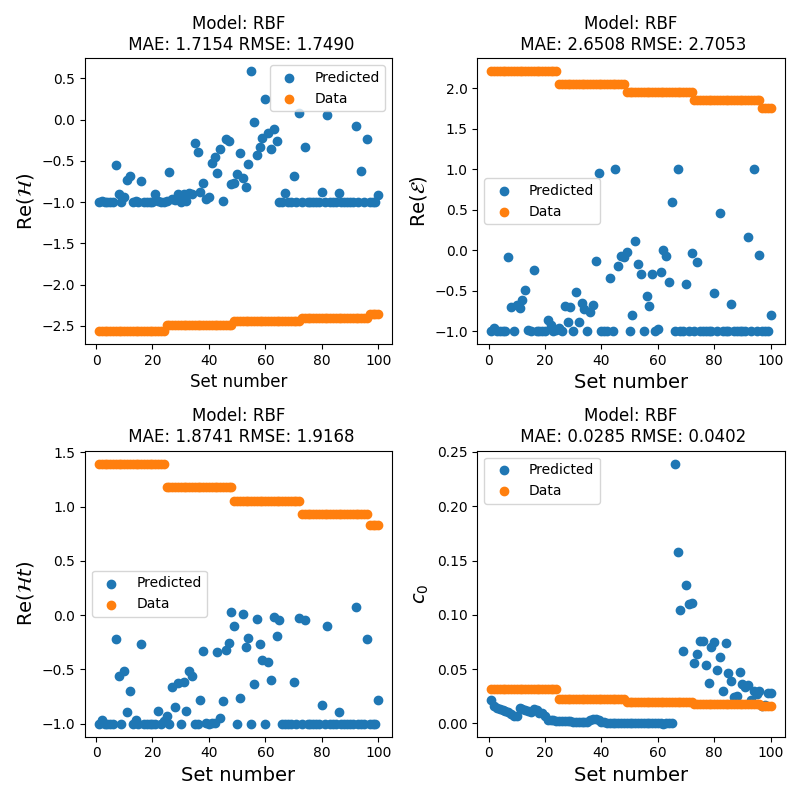 Model: RBF
MAE: 1.7154 RMSE: 1.7490
Re(ℋ)
0.5
0.0
−0.5
−1.0
−1.5
−2.0
−2.5
Predicted
Data
0 20 40 60 80 100
Set number
Model: RBF
MAE: 2.6508 RMSE: 2.7053
Re(ℰ)
2.0
1.5
1.0
0.5
0.0
−0.5
−1.0
Predicted
Data
0 20 40 60 80 100
Set number
Model: RBF
MAE: 1.8741 RMSE: 1.9168
Re(ℋt)
1.5
1.0
0.5
0.0
−0.5
−1.0
Predicted
Data
0 20 40 60 80 100
Set number
Model: RBF
MAE: 0.0285 RMSE: 0.0402
c₀
0.25
0.20
0.15
0.10
0.05
0.00
Predicted
Data
0 20 40 60 80 100
Set number